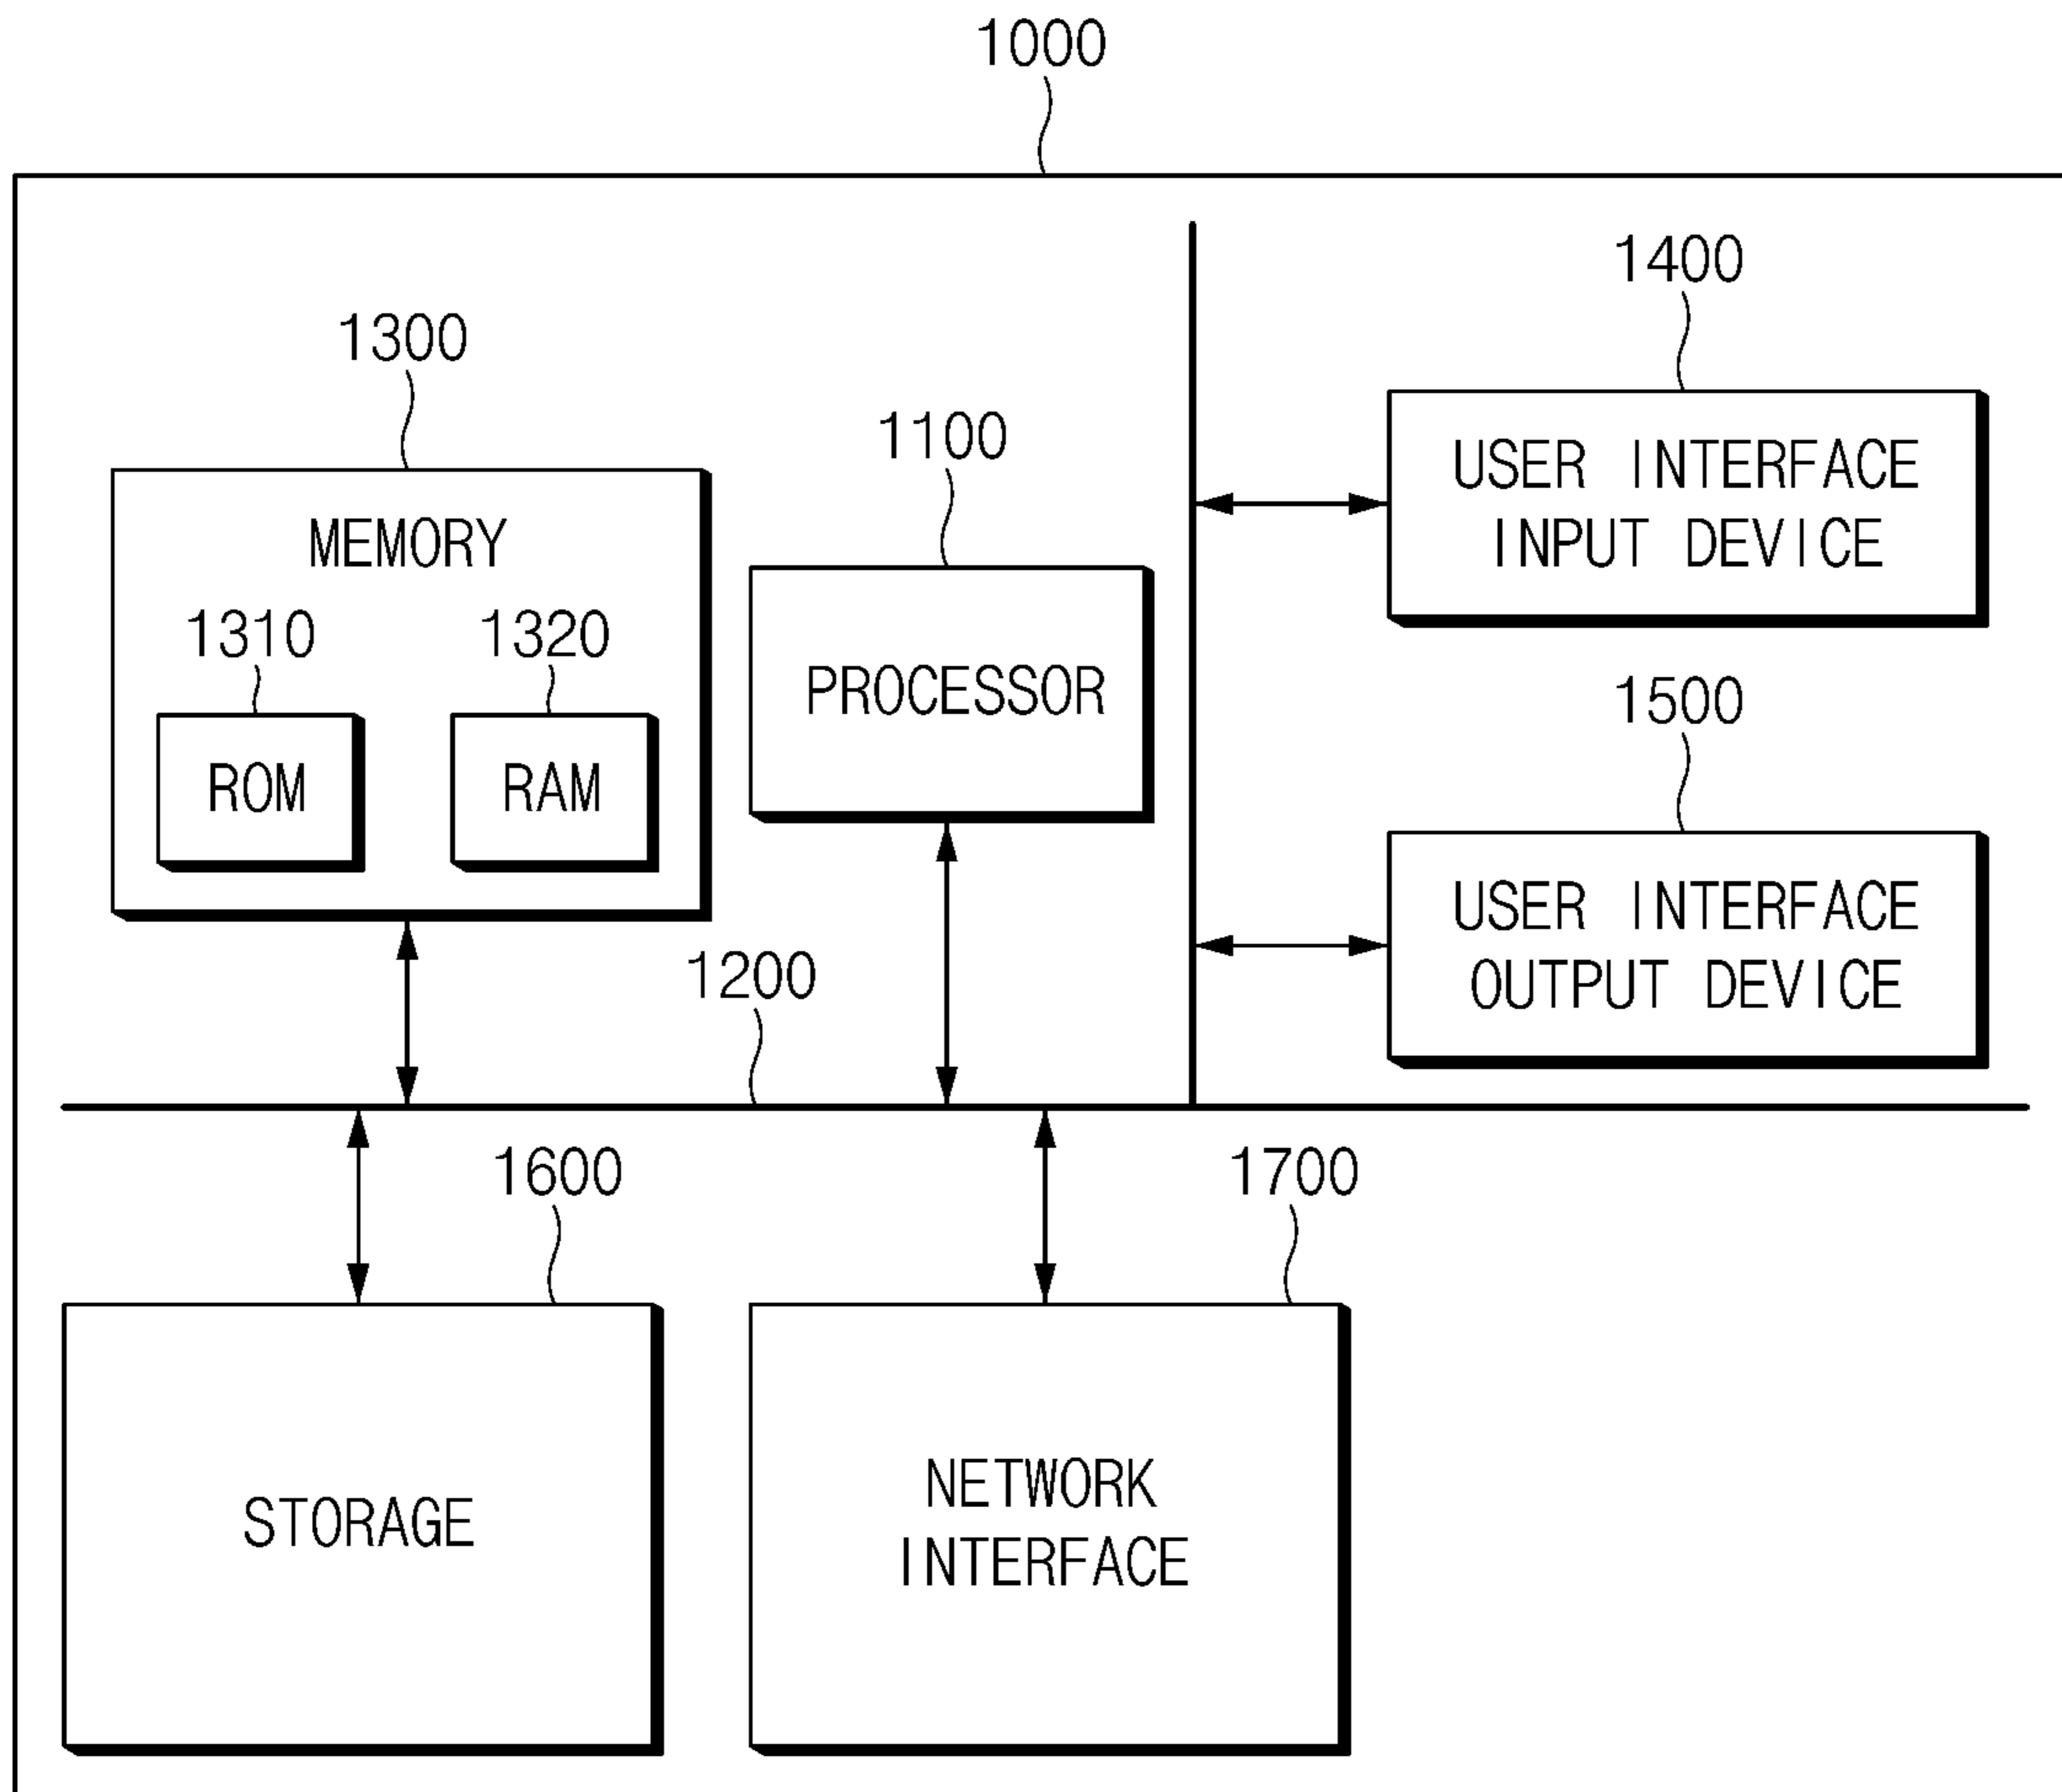 1000
1300
MEMORY
1310
ROM
1320
RAM
1100
PROCESSOR
1400
USER INTERFACE
INPUT DEVICE
1500
USER INTERFACE
OUTPUT DEVICE
1200
1600
STORAGE
1700
NETWORK
INTERFACE